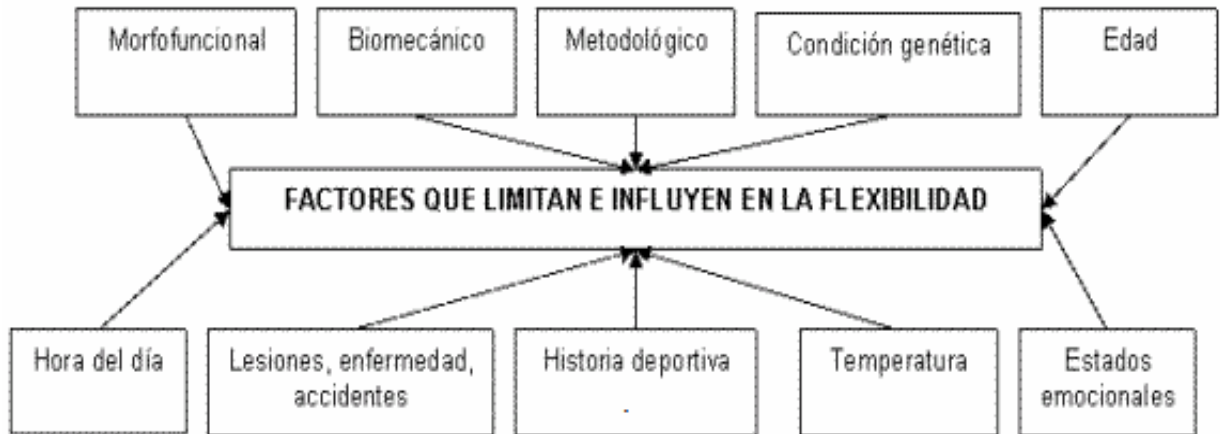 Morfofuncional
Biomecánico
Metodológico
Condición genética
Edad
FACTORES QUE LIMITAN E INFLUYEN EN LA FLEXIBILIDAD
Hora del día
Lesiones, enfermedad,
accidentes
Historia deportiva
.
Temperatura
Estados
emocionales